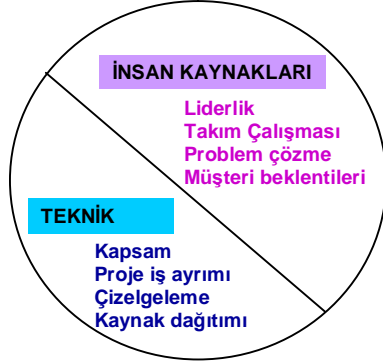 İNSAN KAYNAKLARI
Liderlik
Takım Çalışması
Problem çözme
Müşteri beklentileri
TEKNİK
Kapsam
Proje iş ayrımı
Çizelgeleme
Kaynak dağıtımı